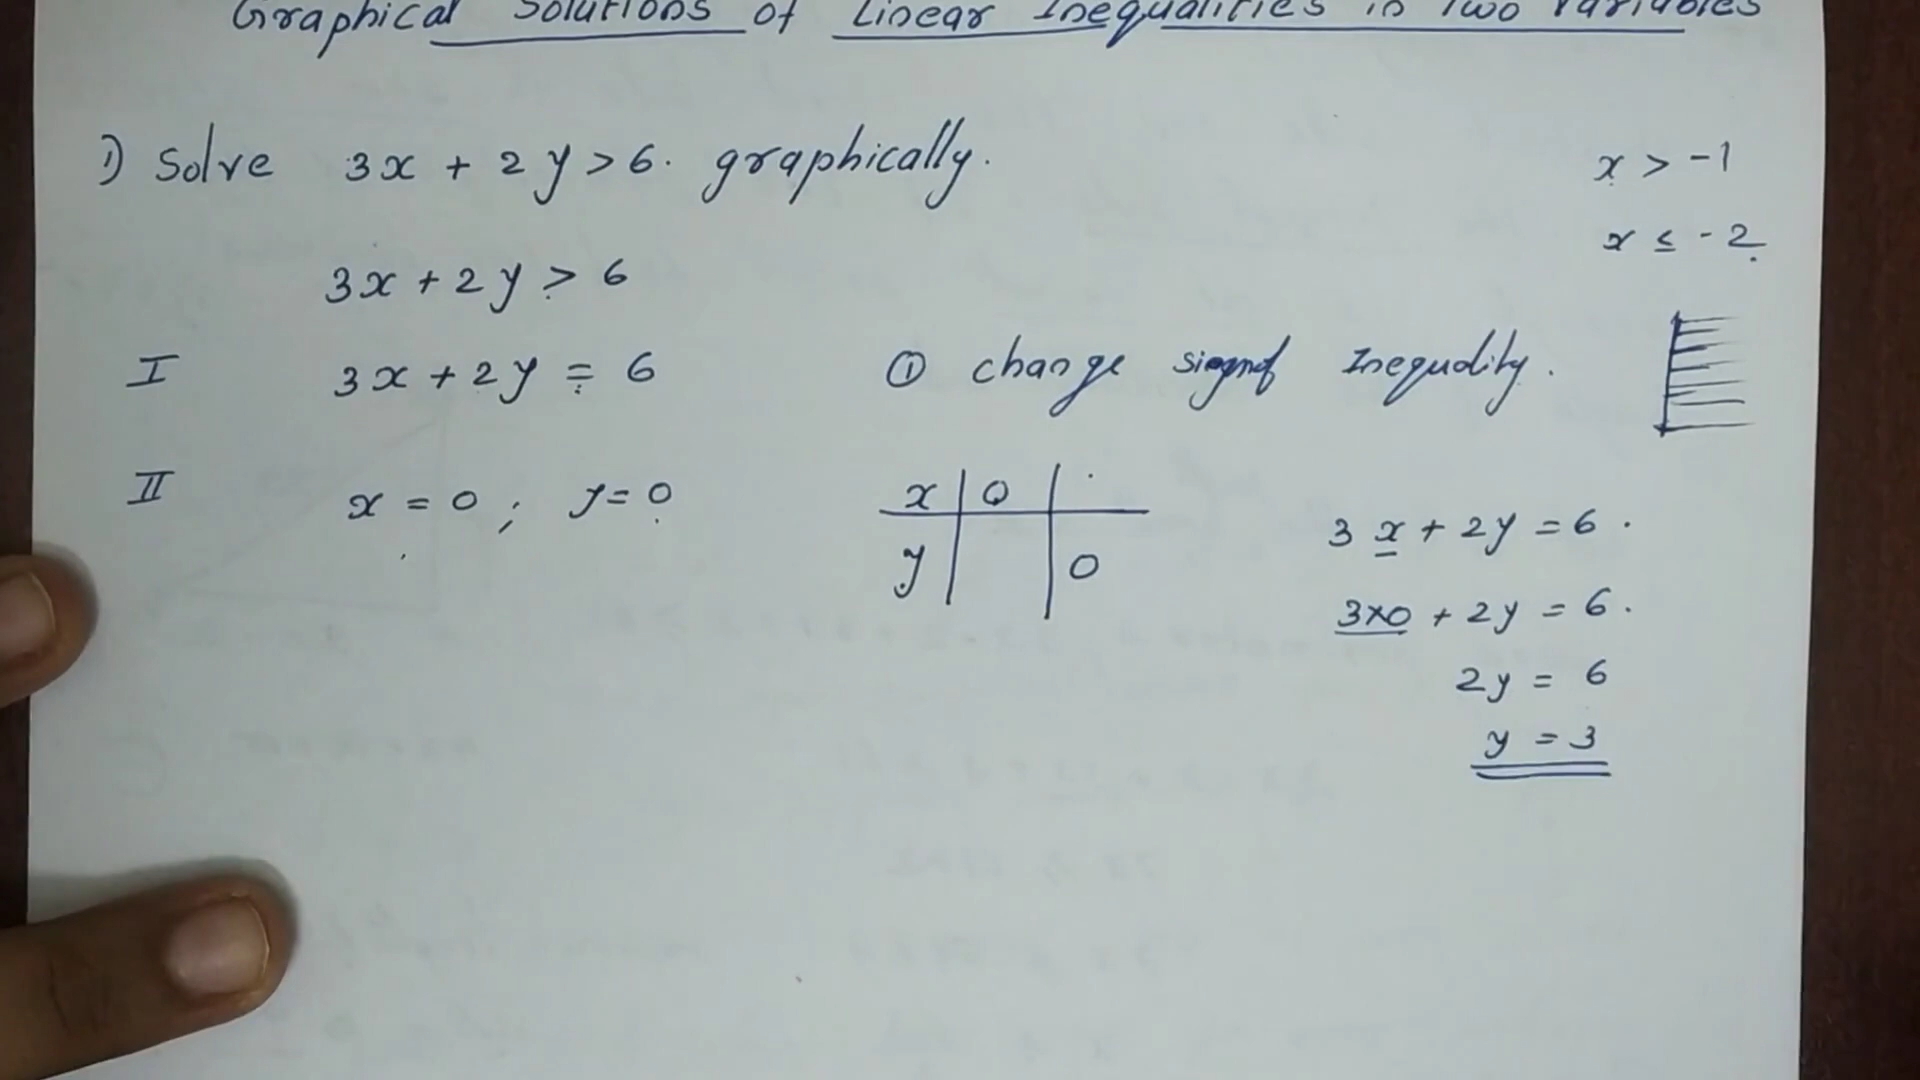 Graphical Solutions of Linear Inequalities in Two Variables
1) Solve 3x + 2y > 6. graphically.
x > -1
x ≤ -2
3x + 2y > 6
I 3x + 2y = 6
① change sign of Inequality.
II x = 0 ; y = 0
x 0
y 0
3x + 2y = 6.
3×0 + 2y = 6.
2y = 6
y = 3